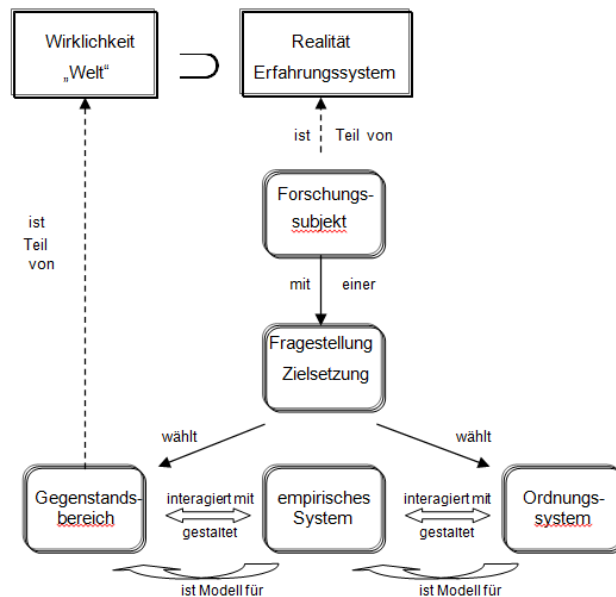 Wirklichkeit
„Welt“
Realität
Erfahrungssystem
ist Teil von
Forschungs-
subjekt
ist
Teil
von
mit einer
Fragestellung
Zielsetzung
wählt
wählt
Gegenstands-
bereich
interagiert mit
gestaltet
empirisches
System
interagiert mit
gestaltet
Ordnungs-
system
ist Modell für
ist Modell für